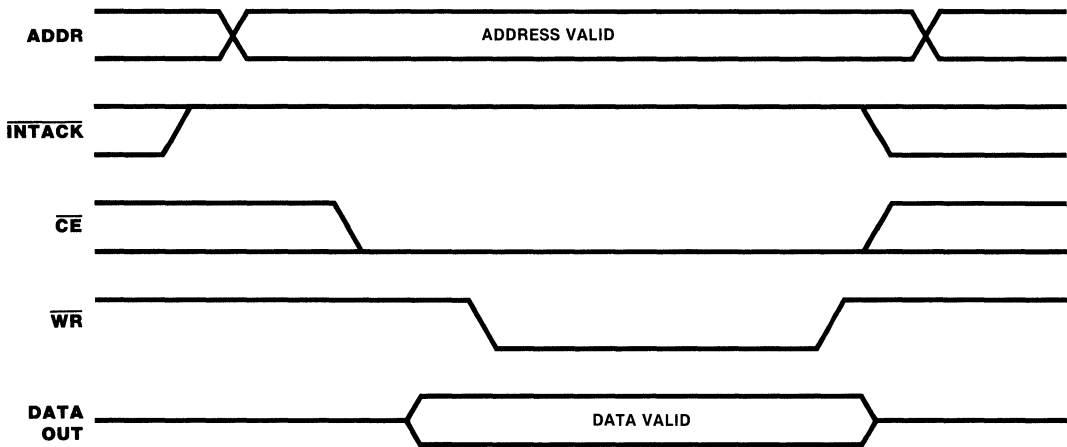 ADDR
ADDRESS VALID
INTACK
CE
WR
DATA
OUT
DATA VALID